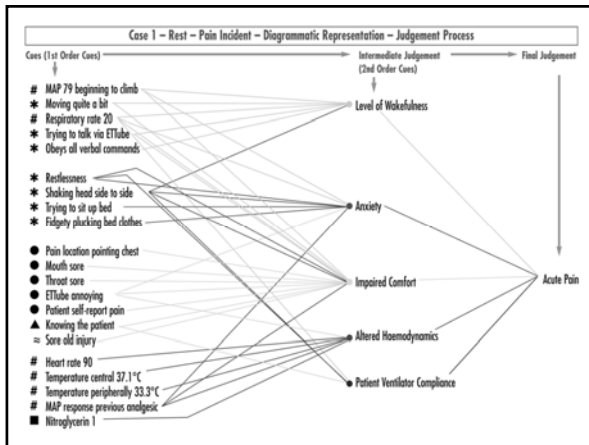 Case 1 – Rest – Pain Incident – Diagrammatic Representation – Judgement Process
Cues (1st Order Cues)
Intermediate Judgement
(2nd Order Cues)
Final Judgement
# MAP 79 beginning to climb
✱ Moving quite a bit
# Respiratory rate 20
✱ Trying to talk via ETTube
✱ Obeys all verbal commands
✱ Restlessness
✱ Shaking head side to side
✱ Trying to sit up bed
✱ Fidgety plucking bed clothes
● Pain location pointing chest
● Mouth sore
● Throat sore
● ETTube annoying
● Patient self-report pain
▲ Knowing the patient
≈ Sore old injury
# Heart rate 90
# Temperature central 37.1°C
# Temperature peripherally 33.3°C
# MAP response previous analgesic
■ Nitroglycerin 1
Level of Wakefulness
Anxiety
Impaired Comfort
Altered Haemodynamics
Patient Ventilator Compliance
Acute Pain